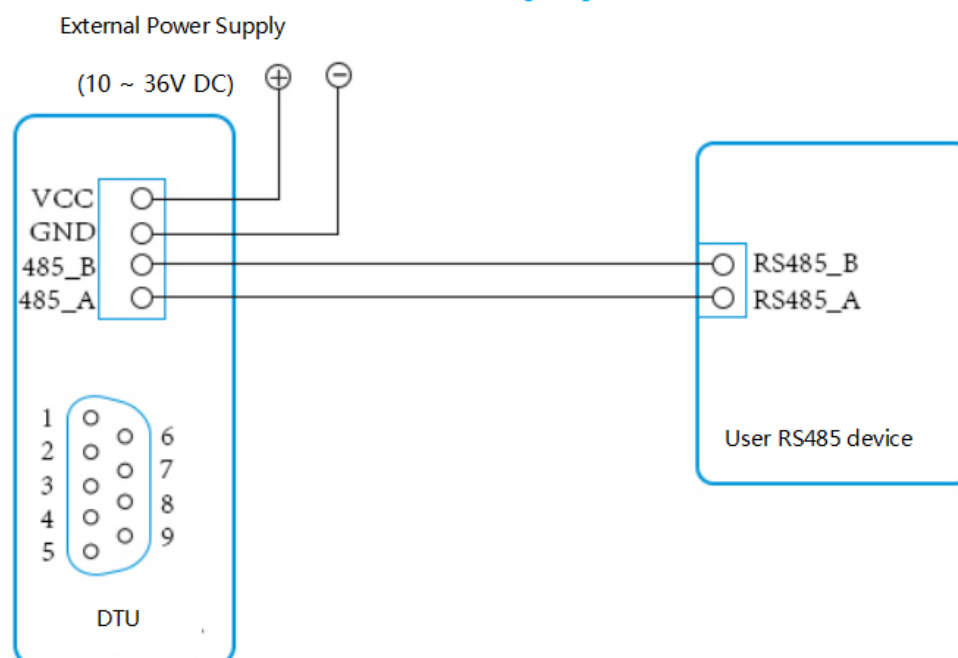 External Power Supply
(10 ~ 36V DC)
VCC
GND
485_B
485_A
RS485_B
RS485_A
User RS485 device
1
2
3
4
5
6
7
8
9
DTU